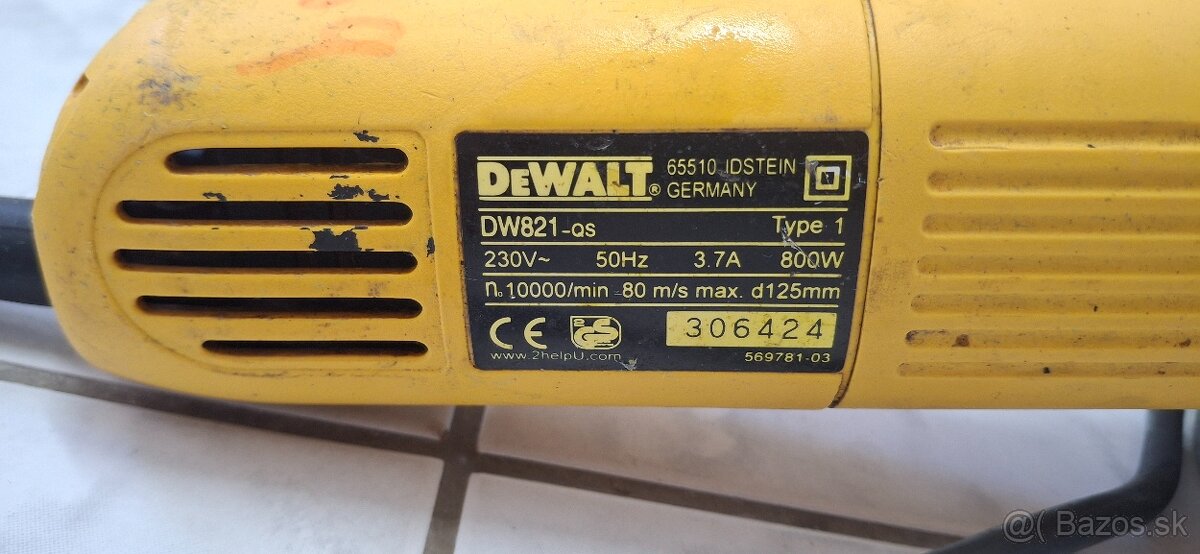 DEWALT® 65510 IDSTEIN
GERMANY
DW821-QS Type 1
230V~ 50Hz 3.7A 800W
n₀ 10000/min 80 m/s max. d125mm
CE GS 306424
www.2helpU.com 569781-03
@( Bazos.sk